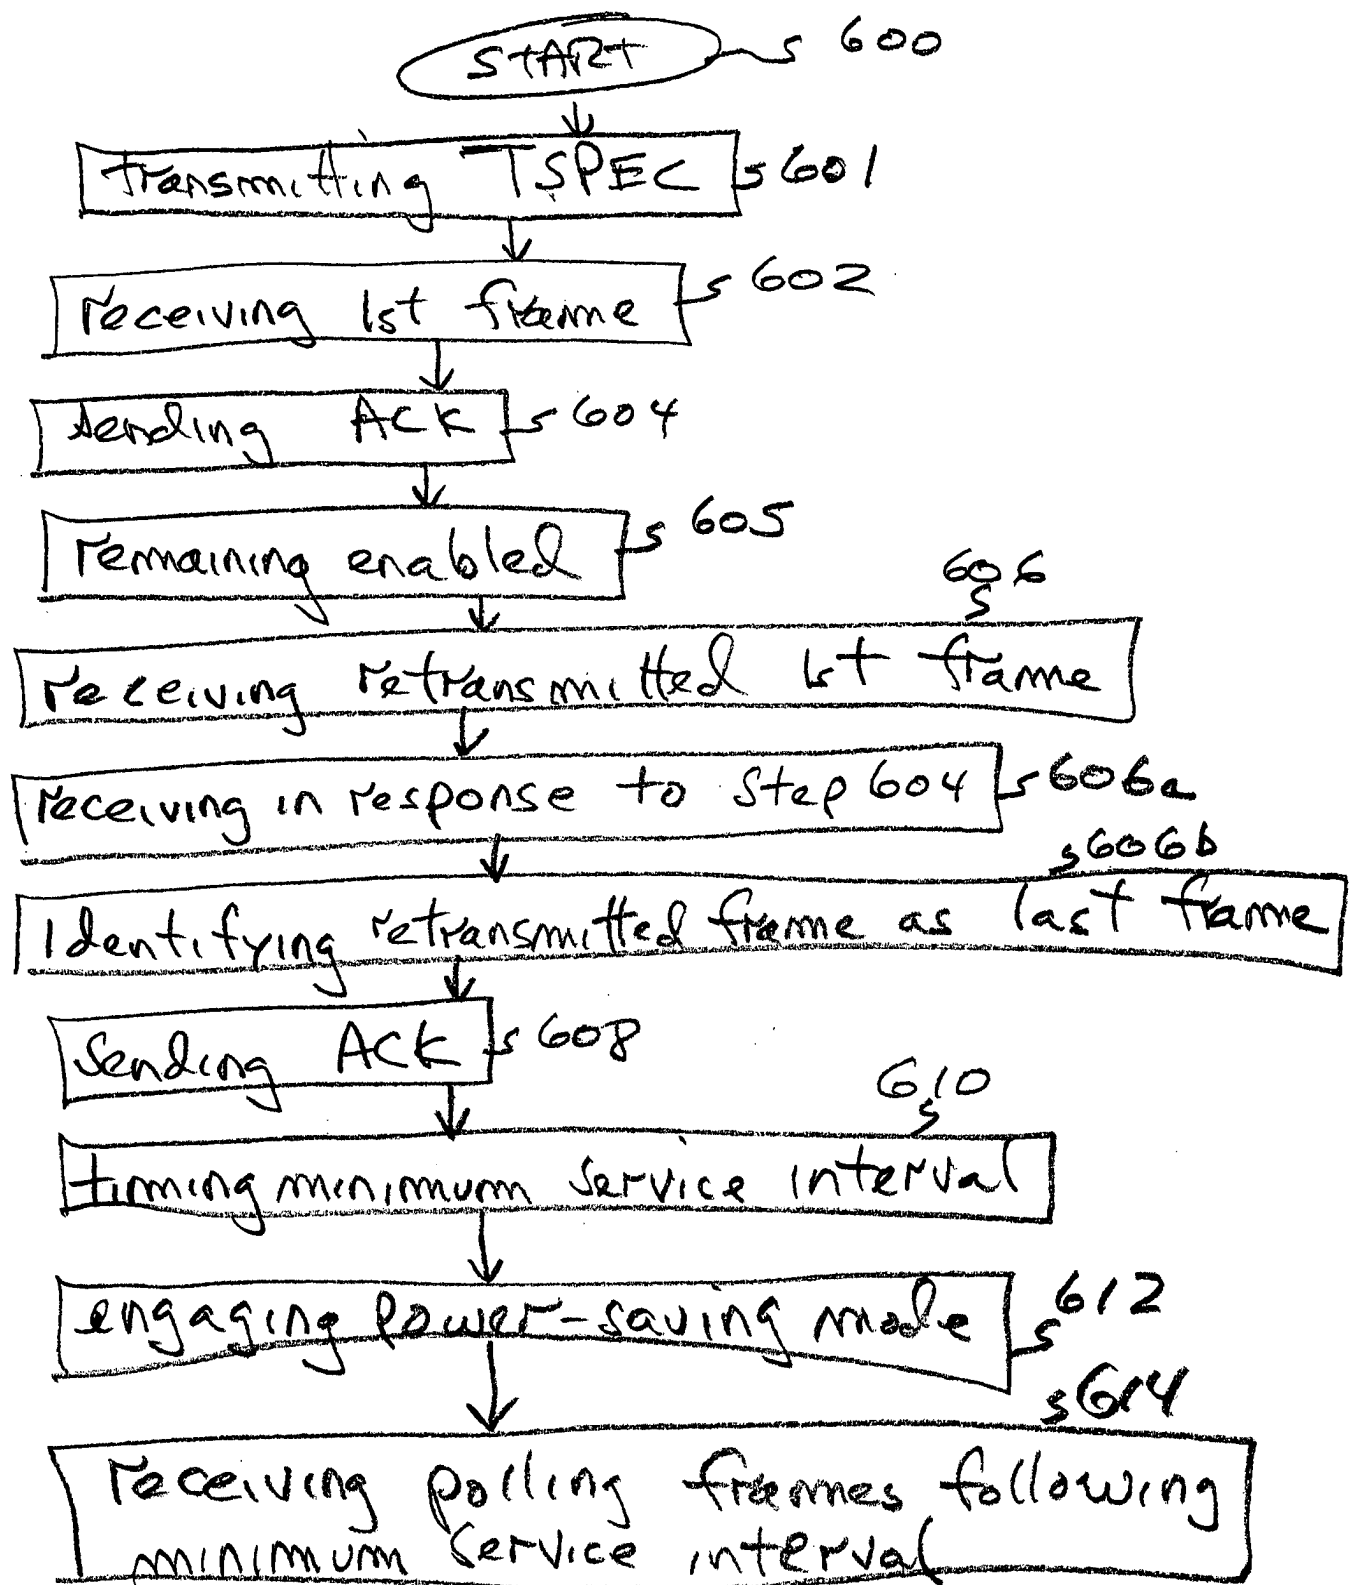 START 600
transmitting TSPEC 601
receiving 1st frame 602
sending ACK 604
remaining enabled 605
606
receiving retransmitted 1st frame
receiving in response to Step 604 606a
606b
Identifying retransmitted frame as last frame
Sending ACK 608
610
timing minimum service interval
engaging power-saving mode 612
614
receiving polling frames following
minimum service interval